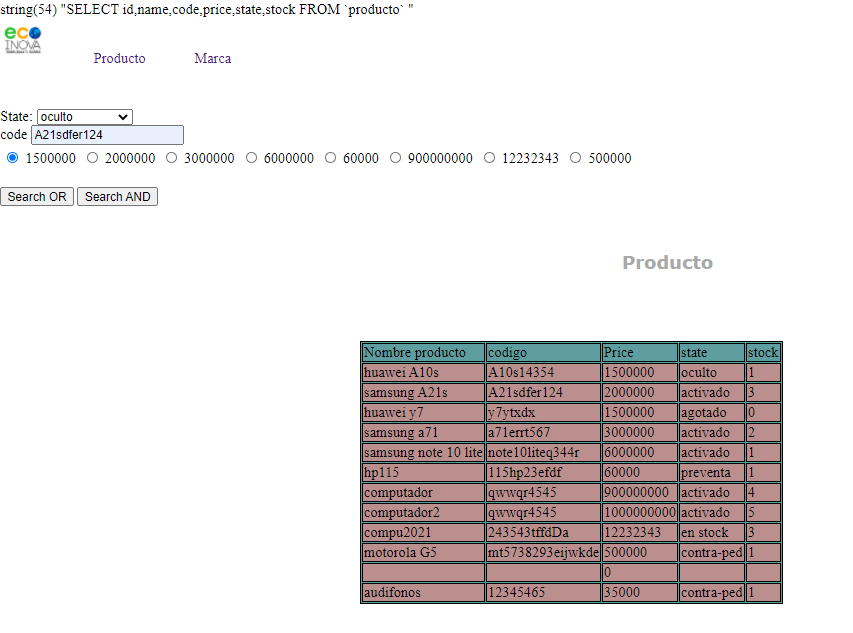 string(54) "SELECT id,name,code,price,state,stock FROM `producto` "
eco
INOVA
Producto Marca
State: oculto
code A21sdfer124
1500000 2000000 3000000 6000000 60000 900000000 12232343 500000
Search OR Search AND
Producto
Nombre producto codigo Price state stock
huawei A10s A10s14354 1500000 oculto 1
samsung A21s A21sdfer124 2000000 activado 3
huawei y7 y7ytxdx 1500000 agotado 0
samsung a71 a71errt567 3000000 activado 2
samsung note 10 lite note10liteq344r 6000000 activado 1
hp115 115hp23efdf 60000 preventa 1
computador qwwqr4545 900000000 activado 4
computador2 qwwqr4545 1000000000 activado 5
compu2021 243543tffdDa 12232343 en stock 3
motorola G5 mt5738293eijwkde 500000 contra-ped 1
0
audifonos 12345465 35000 contra-ped 1